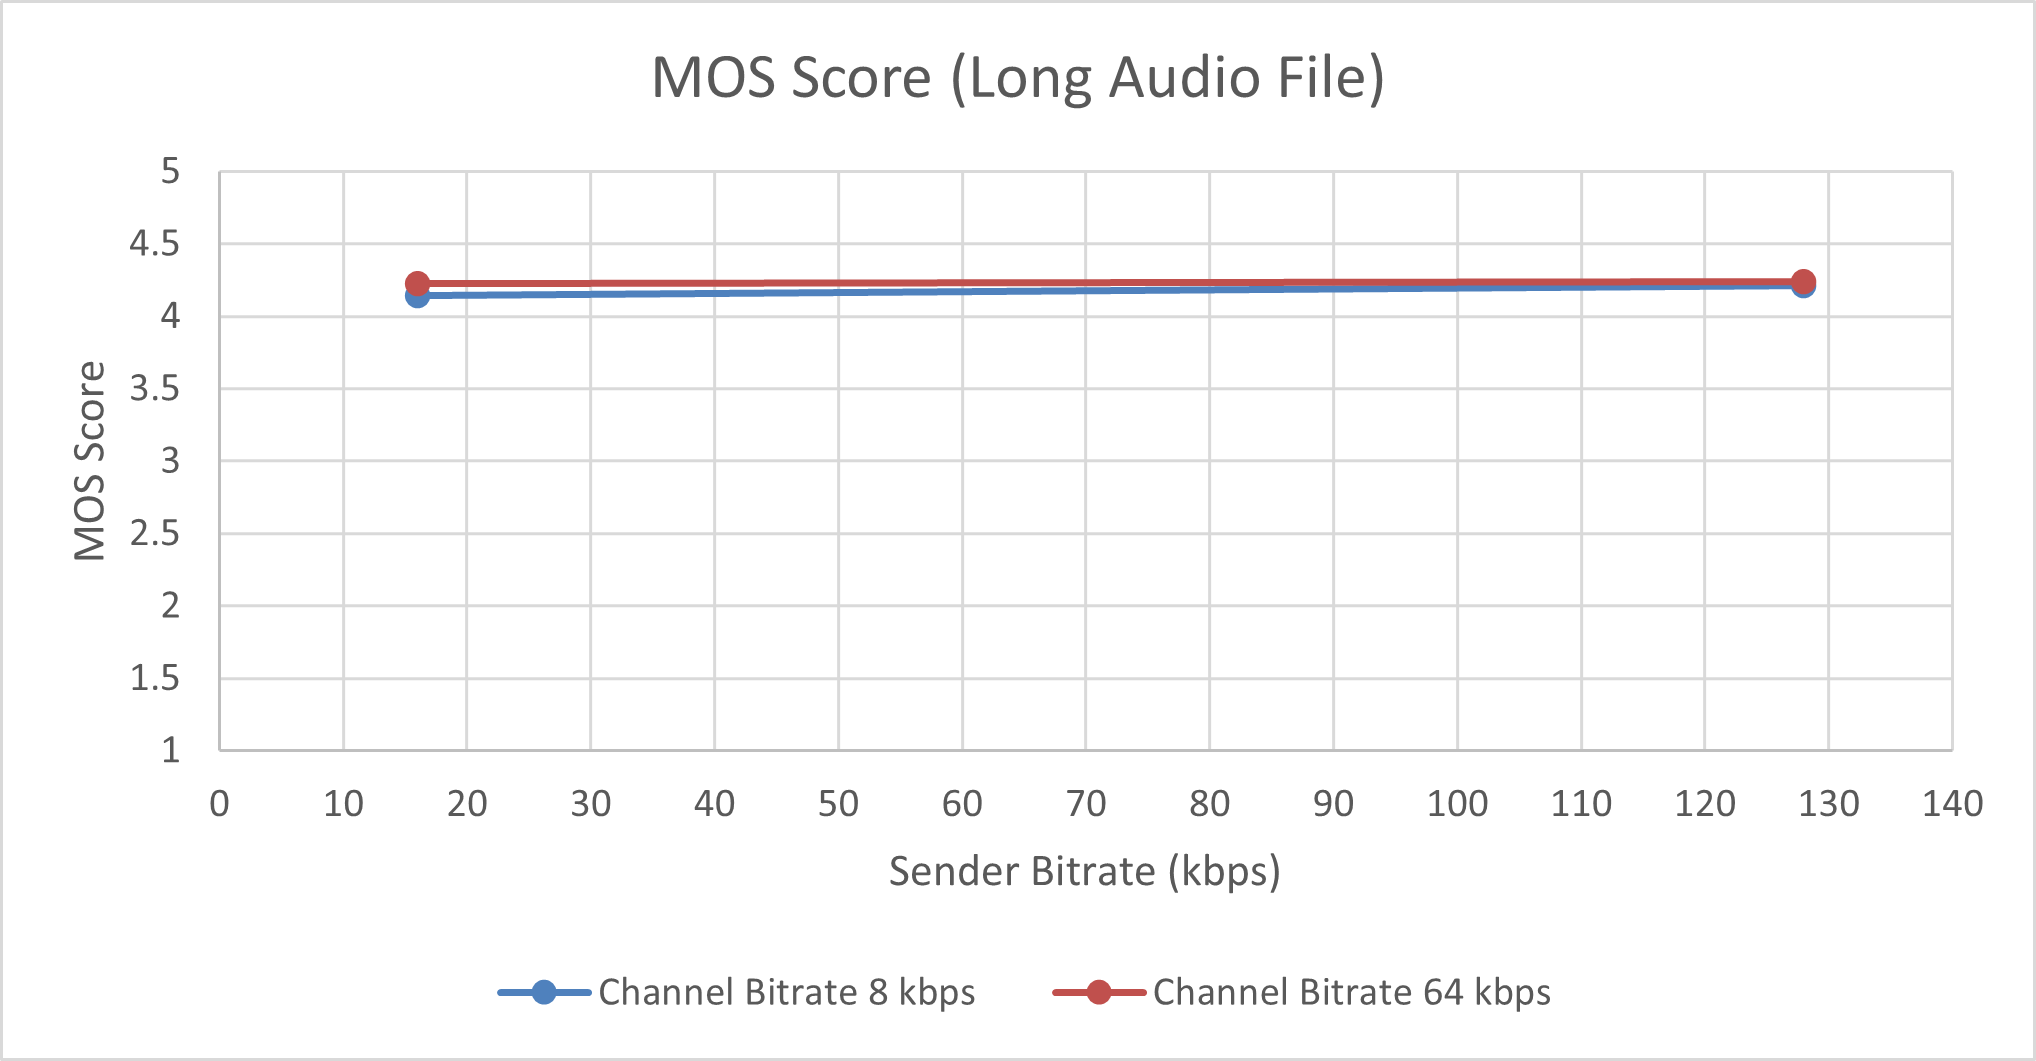 MOS Score (Long Audio File)
5
4.5
4
3.5
3
2.5
2
1.5
1
MOS Score
0 10 20 30 40 50 60 70 80 90 100 110 120 130 140
Sender Bitrate (kbps)
Channel Bitrate 8 kbps Channel Bitrate 64 kbps